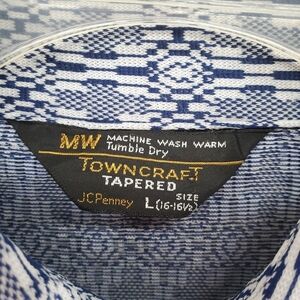 MW MACHINE WASH WARM
Tumble Dry
TOWNCRAFT
TAPERED
JCPenney L SIZE
(16-16½)